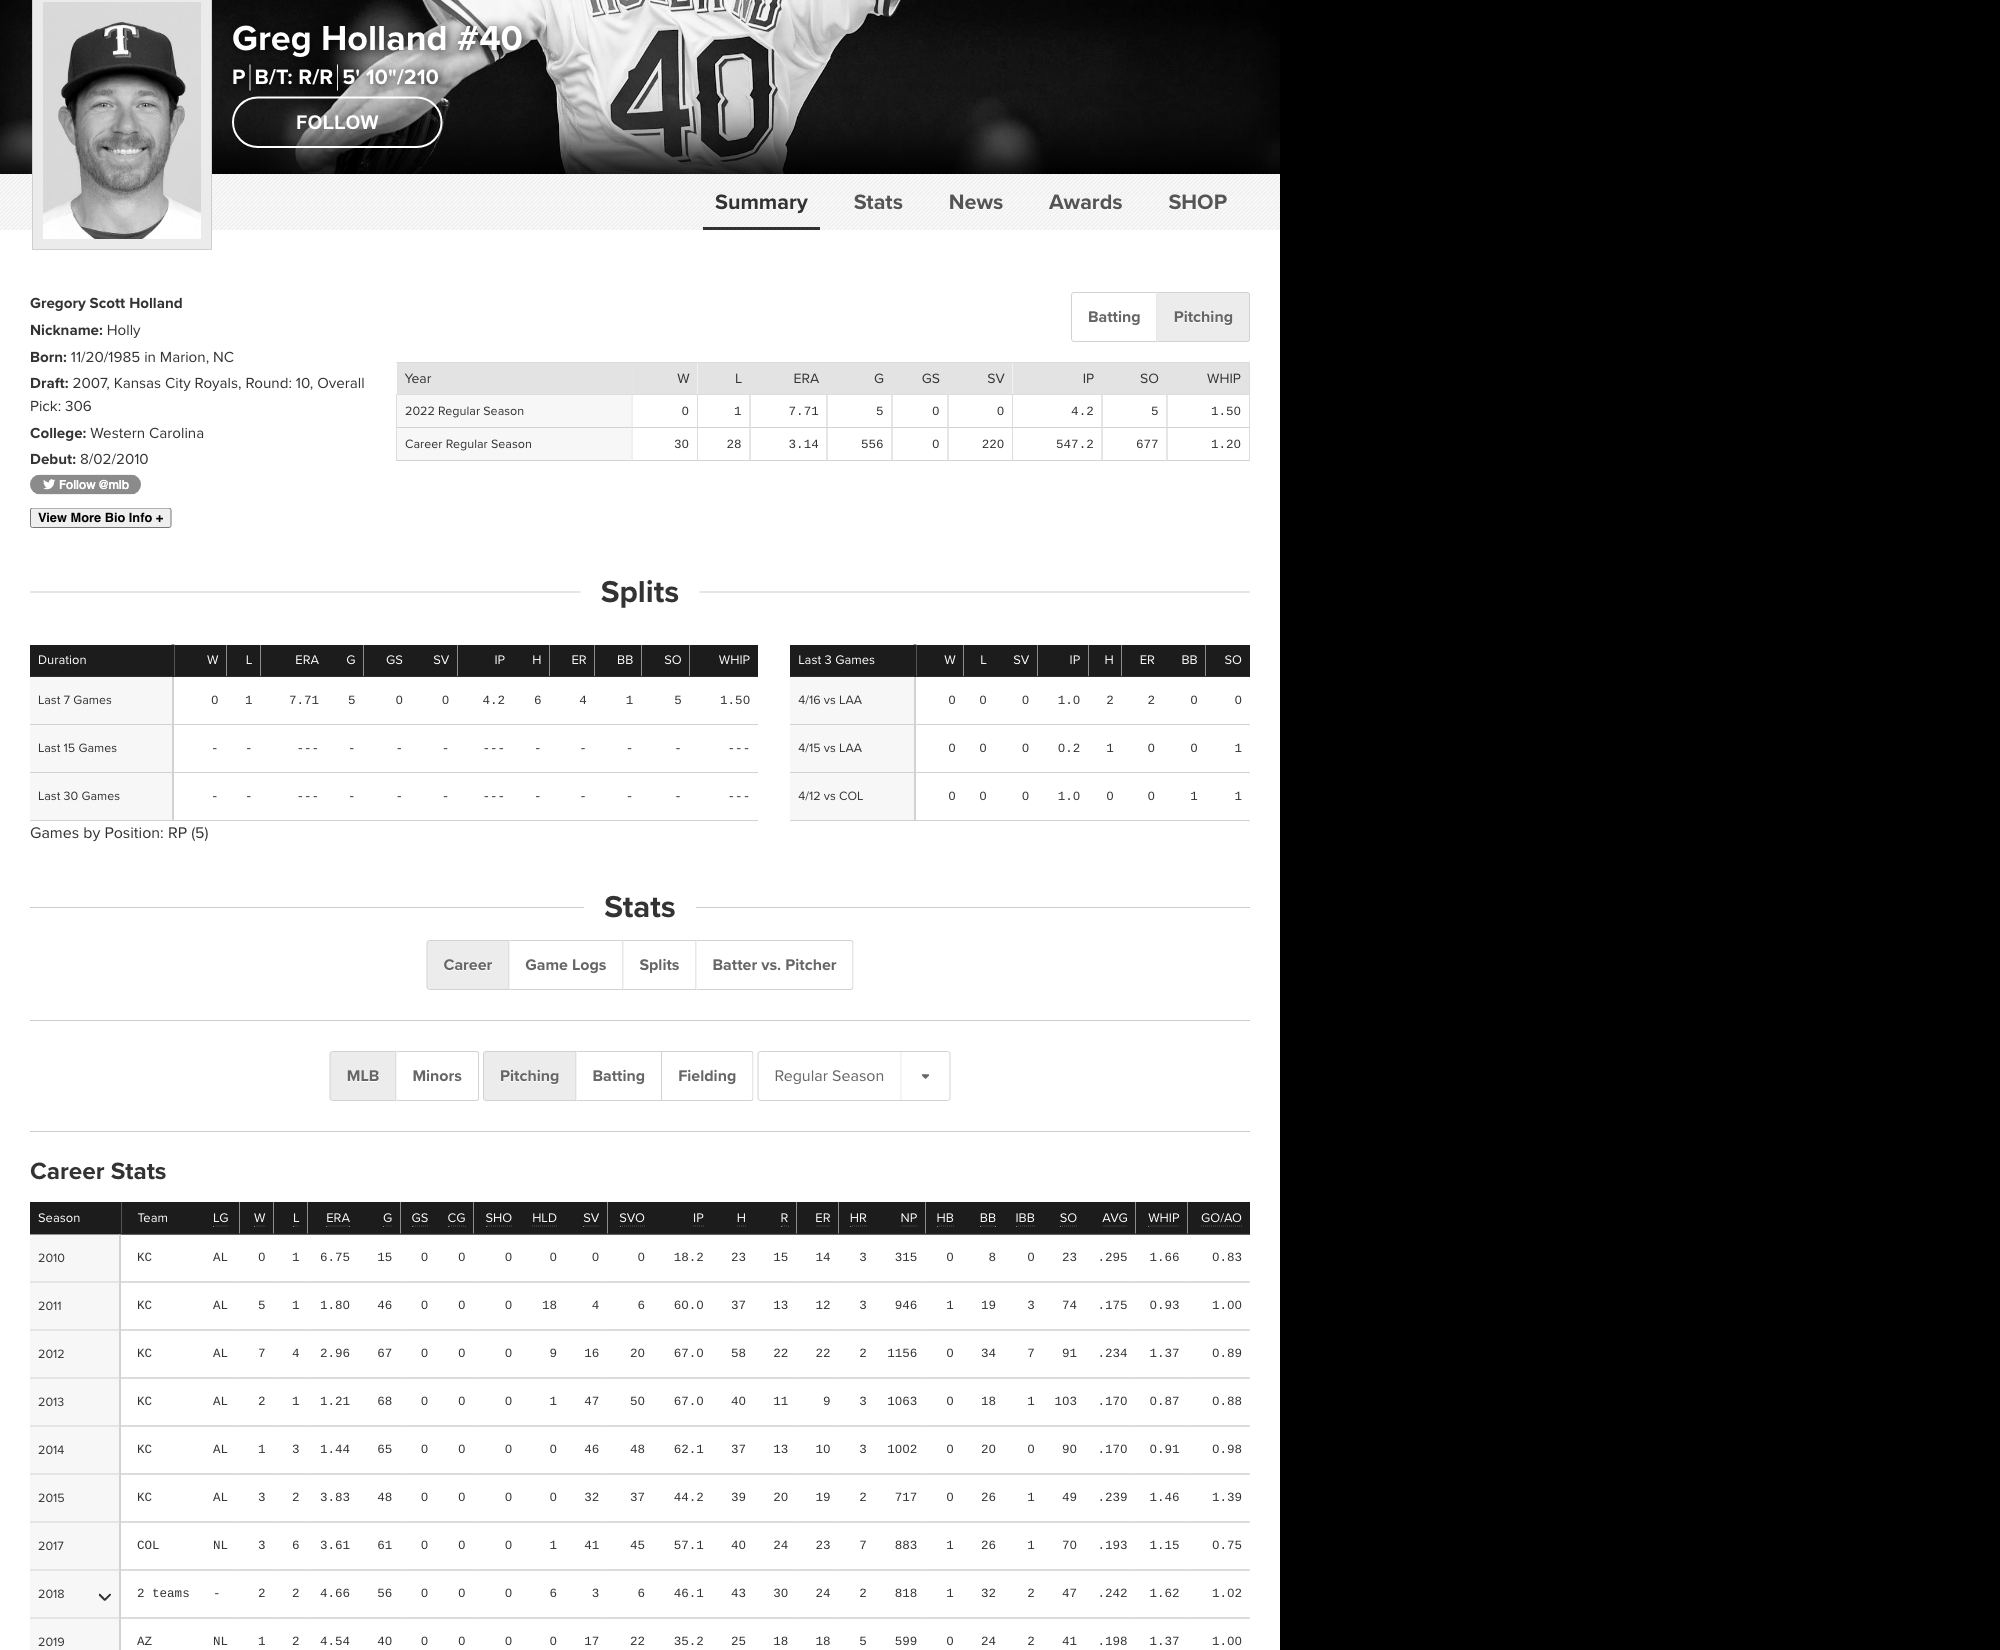 Greg Holland #40
P B/T: R/R 5' 10"/210
FOLLOW
40
Summary Stats News Awards SHOP
Gregory Scott Holland
Nickname: Holly
Born: 11/20/1985 in Marion, NC
Draft: 2007, Kansas City Royals, Round: 10, Overall
Pick: 306
College: Western Carolina
Debut: 8/02/2010
Follow @mlb
View More Bio Info +
Batting Pitching
Year W L ERA G GS SV IP SO WHIP
2022 Regular Season 0 1 7.71 5 0 0 4.2 5 1.50
Career Regular Season 30 28 3.14 556 0 220 547.2 677 1.20
Splits
Duration W L ERA G GS SV IP H ER BB SO WHIP
Last 7 Games 0 1 7.71 5 0 0 4.2 6 4 1 5 1.50
Last 15 Games - - --- - - - --- - - - - ---
Last 30 Games - - --- - - - --- - - - - ---
Games by Position: RP (5)
Last 3 Games W L SV IP H ER BB SO
4/16 vs LAA 0 0 0 1.0 2 2 0 0
4/15 vs LAA 0 0 0 0.2 1 0 0 1
4/12 vs COL 0 0 0 1.0 0 0 1 1
Stats
Career Game Logs Splits Batter vs. Pitcher
MLB Minors Pitching Batting Fielding Regular Season
Career Stats
Season Team LG W L ERA G GS CG SHO HLD SV SVO IP H R ER HR NP HB BB IBB SO AVG WHIP GO/AO
2010 KC AL 0 1 6.75 15 0 0 0 0 0 0 18.2 23 15 14 3 315 0 8 0 23 .295 1.66 0.83
2011 KC AL 5 1 1.80 46 0 0 0 18 4 6 60.0 37 13 12 3 946 1 19 3 74 .175 0.93 1.00
2012 KC AL 7 4 2.96 67 0 0 0 9 16 20 67.0 58 22 22 2 1156 0 34 7 91 .234 1.37 0.89
2013 KC AL 2 1 1.21 68 0 0 0 1 47 50 67.0 40 11 9 3 1063 0 18 1 103 .170 0.87 0.88
2014 KC AL 1 3 1.44 65 0 0 0 0 46 48 62.1 37 13 10 3 1002 0 20 0 90 .170 0.91 0.98
2015 KC AL 3 2 3.83 48 0 0 0 0 32 37 44.2 39 20 19 2 717 0 26 1 49 .239 1.46 1.39
2017 COL NL 3 6 3.61 61 0 0 0 1 41 45 57.1 40 24 23 7 883 1 26 1 70 .193 1.15 0.75
2018 2 teams - 2 2 4.66 56 0 0 0 6 3 6 46.1 43 30 24 2 818 1 32 2 47 .242 1.62 1.02
2019 AZ NL 1 2 4.54 40 0 0 0 0 17 22 35.2 25 18 18 5 599 0 24 2 41 .198 1.37 1.00